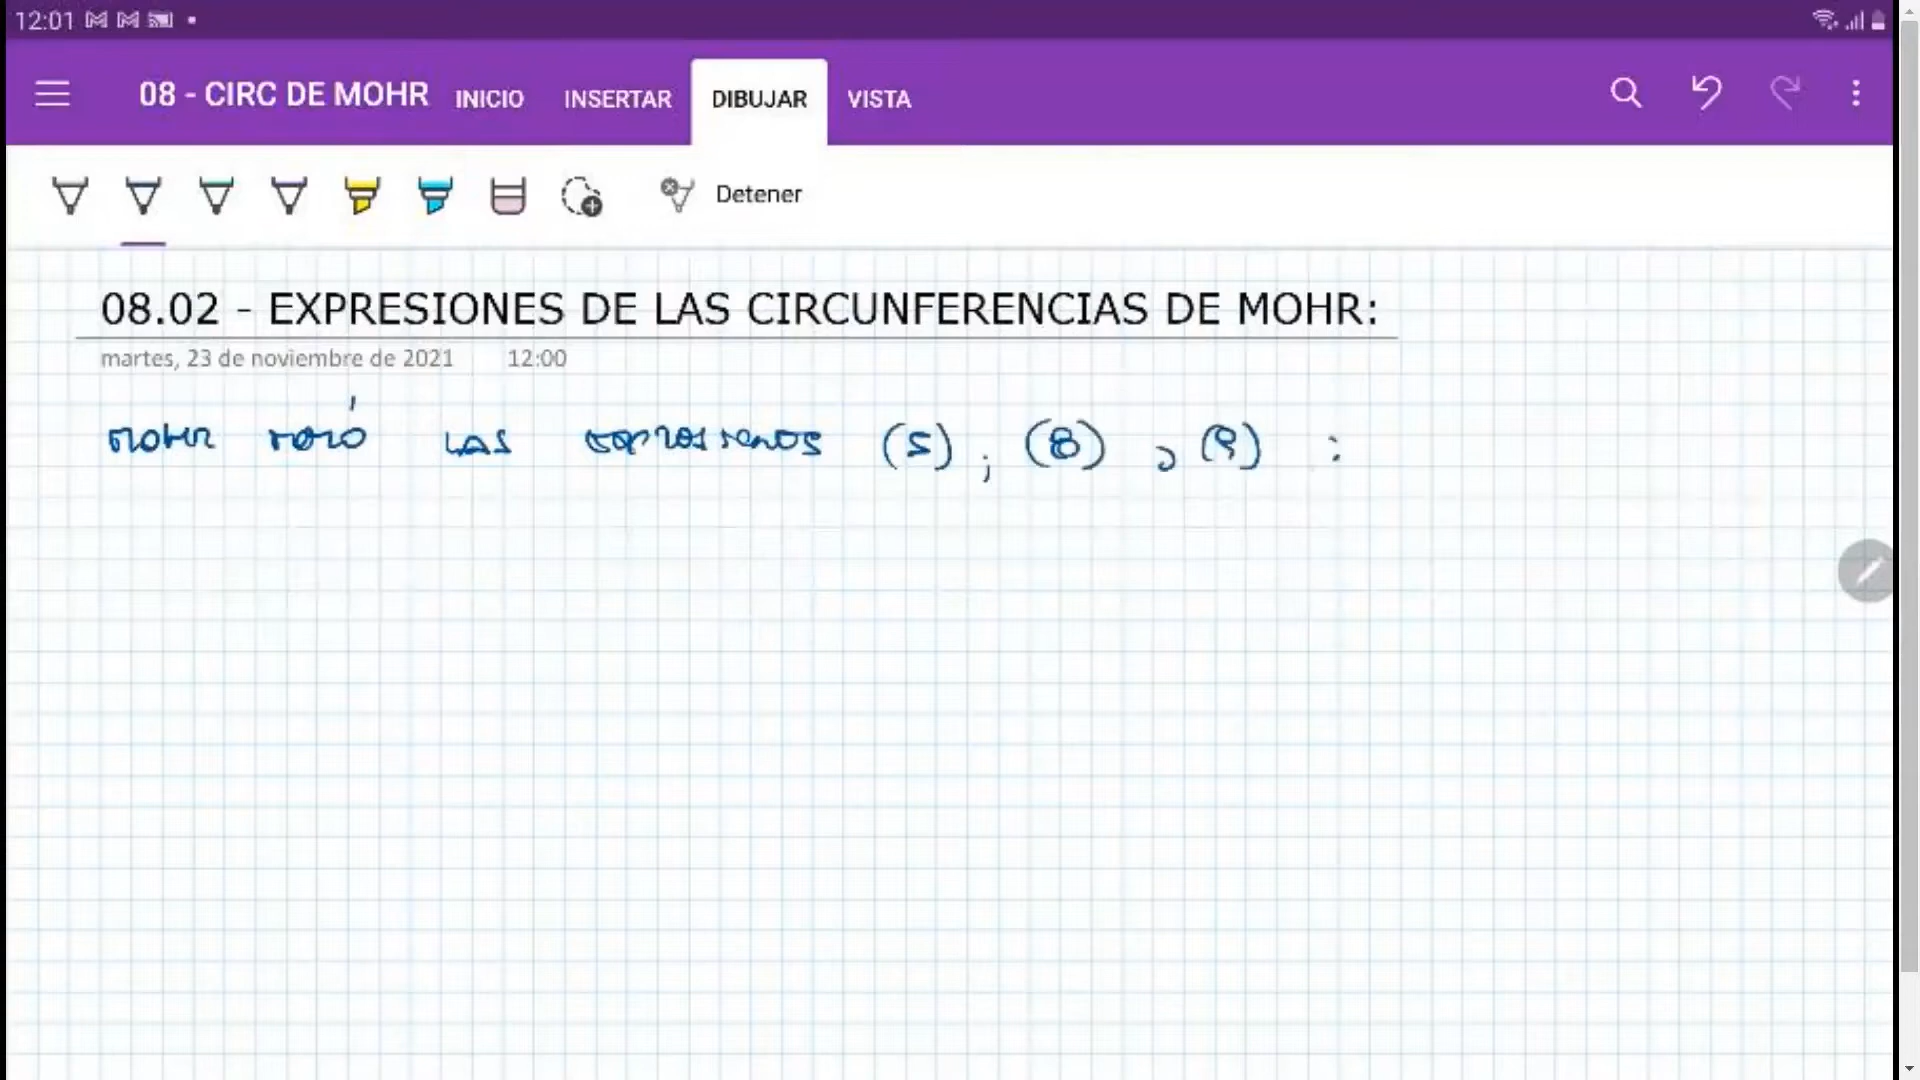 12:01
08 - CIRC DE MOHR INICIO INSERTAR DIBUJAR VISTA
Detener
08.02 - EXPRESIONES DE LAS CIRCUNFERENCIAS DE MOHR:
martes, 23 de noviembre de 2021 12:00
MOHR LAS EXPRESIONES (5), (8), (9) :